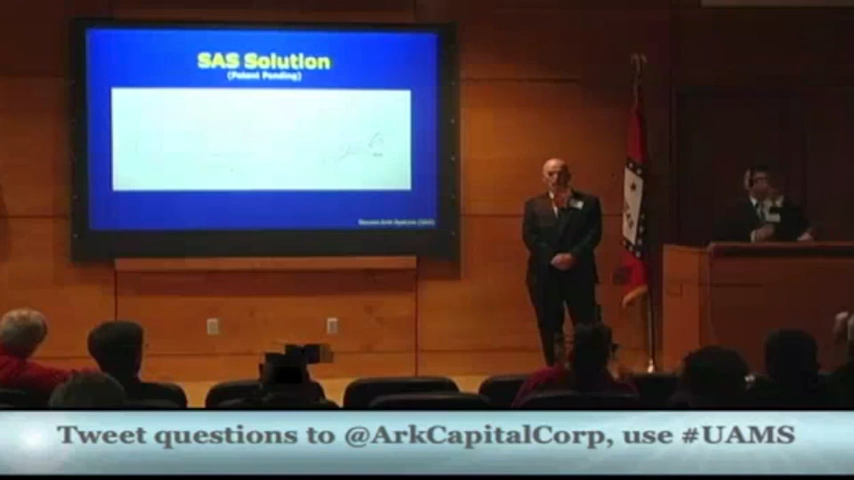 SAS Solution
(Patent Pending)
Tweet questions to @ArkCapitalCorp, use #UAMS